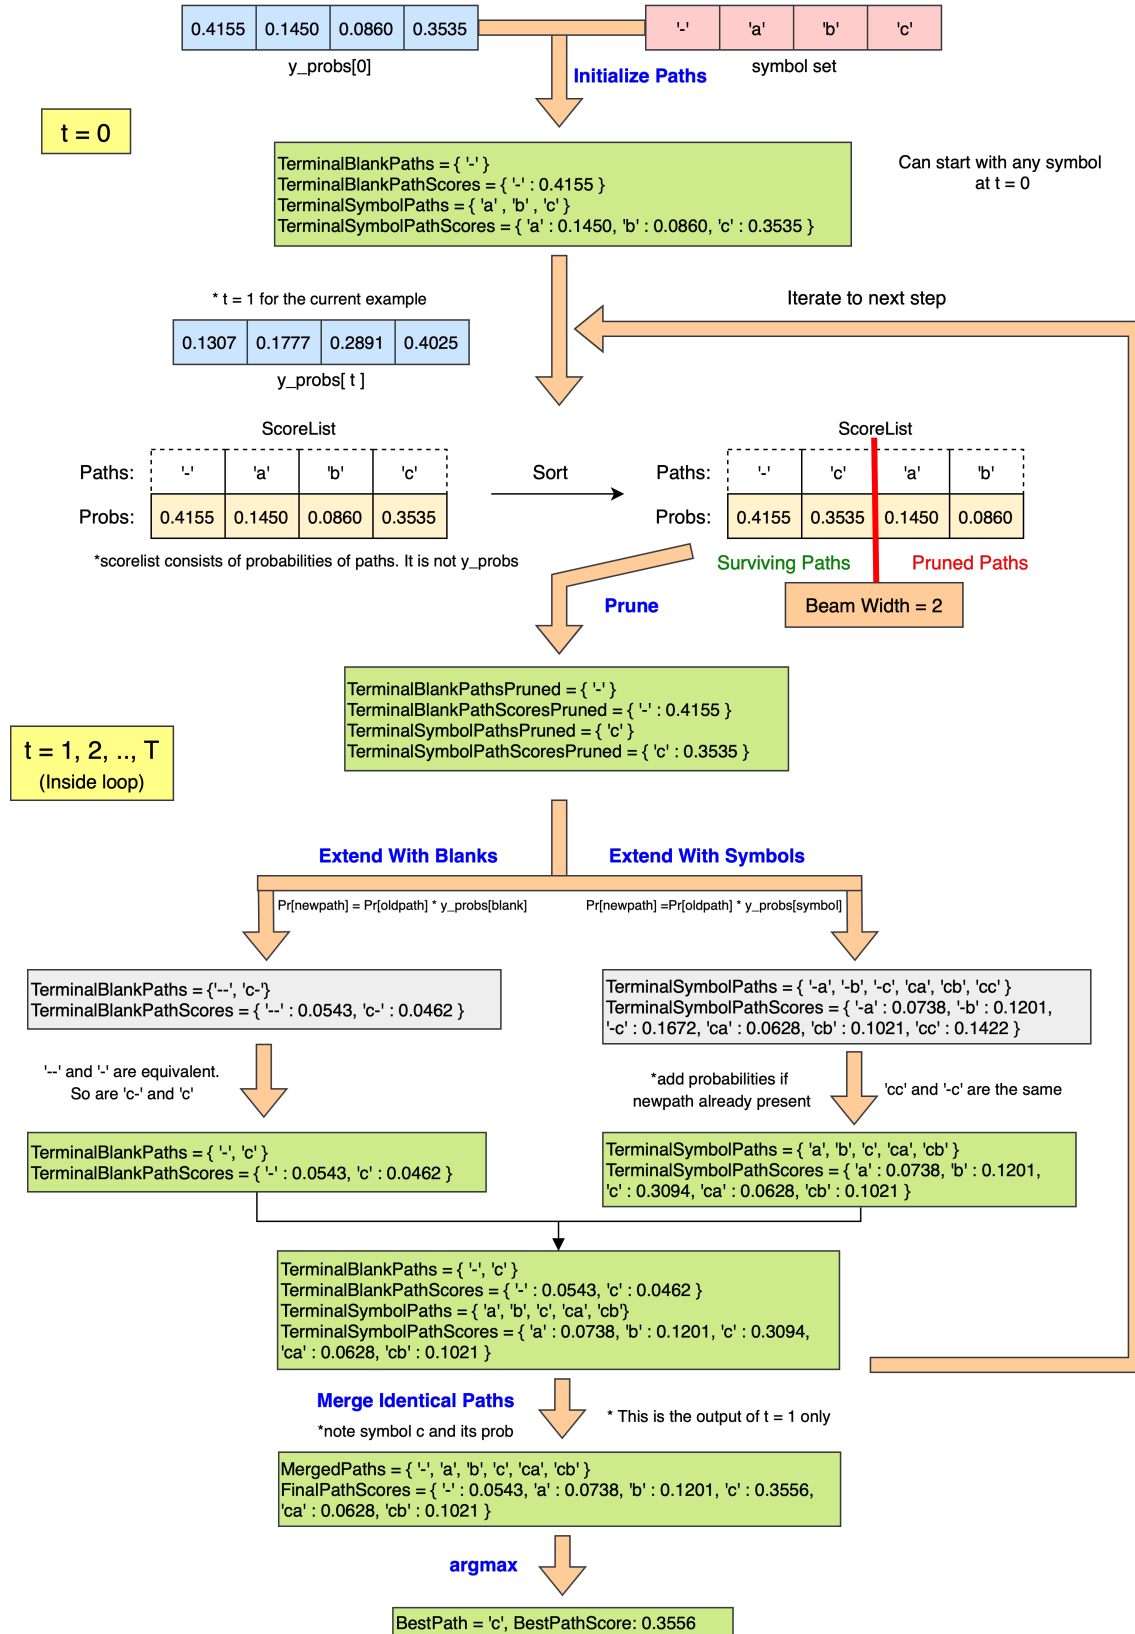 0.4155 0.1450 0.0860 0.3535
'-' 'a' 'b' 'c'
y_probs[0]
symbol set
Initialize Paths
t = 0
TerminalBlankPaths = { '-' }
TerminalBlankPathScores = { '-' : 0.4155 }
TerminalSymbolPaths = { 'a' , 'b' , 'c' }
TerminalSymbolPathScores = { 'a' : 0.1450, 'b' : 0.0860, 'c' : 0.3535 }
Can start with any symbol
at t = 0
* t = 1 for the current example
0.1307 0.1777 0.2891 0.4025
y_probs[ t ]
Iterate to next step
ScoreList
Paths: '-' 'a' 'b' 'c'
Probs: 0.4155 0.1450 0.0860 0.3535
*scorelist consists of probabilities of paths. It is not y_probs
Sort
ScoreList
Paths: '-' 'c' 'a' 'b'
Probs: 0.4155 0.3535 0.1450 0.0860
Surviving Paths
Pruned Paths
Beam Width = 2
Prune
TerminalBlankPathsPruned = { '-' }
TerminalBlankPathScoresPruned = { '-' : 0.4155 }
TerminalSymbolPathsPruned = { 'c' }
TerminalSymbolPathScoresPruned = { 'c' : 0.3535 }
t = 1, 2, .., T
(Inside loop)
Extend With Blanks
Extend With Symbols
Pr[newpath] = Pr[oldpath] * y_probs[blank]
Pr[newpath] =Pr[oldpath] * y_probs[symbol]
TerminalBlankPaths = {'--', 'c-'}
TerminalBlankPathScores = { '--' : 0.0543, 'c-' : 0.0462 }
TerminalSymbolPaths = { '-a', '-b', '-c', 'ca', 'cb', 'cc' }
TerminalSymbolPathScores = { '-a' : 0.0738, '-b' : 0.1201,
'-c' : 0.1672, 'ca' : 0.0628, 'cb' : 0.1021, 'cc' : 0.1422 }
'--' and '-' are equivalent.
So are 'c-' and 'c'
*add probabilities if
newpath already present
'cc' and '-c' are the same
TerminalBlankPaths = { '-', 'c' }
TerminalBlankPathScores = { '-' : 0.0543, 'c' : 0.0462 }
TerminalSymbolPaths = { 'a', 'b', 'c', 'ca', 'cb' }
TerminalSymbolPathScores = { 'a' : 0.0738, 'b' : 0.1201,
'c' : 0.3094, 'ca' : 0.0628, 'cb' : 0.1021 }
TerminalBlankPaths = { '-', 'c' }
TerminalBlankPathScores = { '-' : 0.0543, 'c' : 0.0462 }
TerminalSymbolPaths = { 'a', 'b', 'c', 'ca', 'cb'}
TerminalSymbolPathScores = { 'a' : 0.0738, 'b' : 0.1201, 'c' : 0.3094,
'ca' : 0.0628, 'cb' : 0.1021 }
Merge Identical Paths
*note symbol c and its prob
* This is the output of t = 1 only
MergedPaths = { '-', 'a', 'b', 'c', 'ca', 'cb' }
FinalPathScores = { '-' : 0.0543, 'a' : 0.0738, 'b' : 0.1201, 'c' : 0.3556,
'ca' : 0.0628, 'cb' : 0.1021 }
argmax
BestPath = 'c', BestPathScore: 0.3556